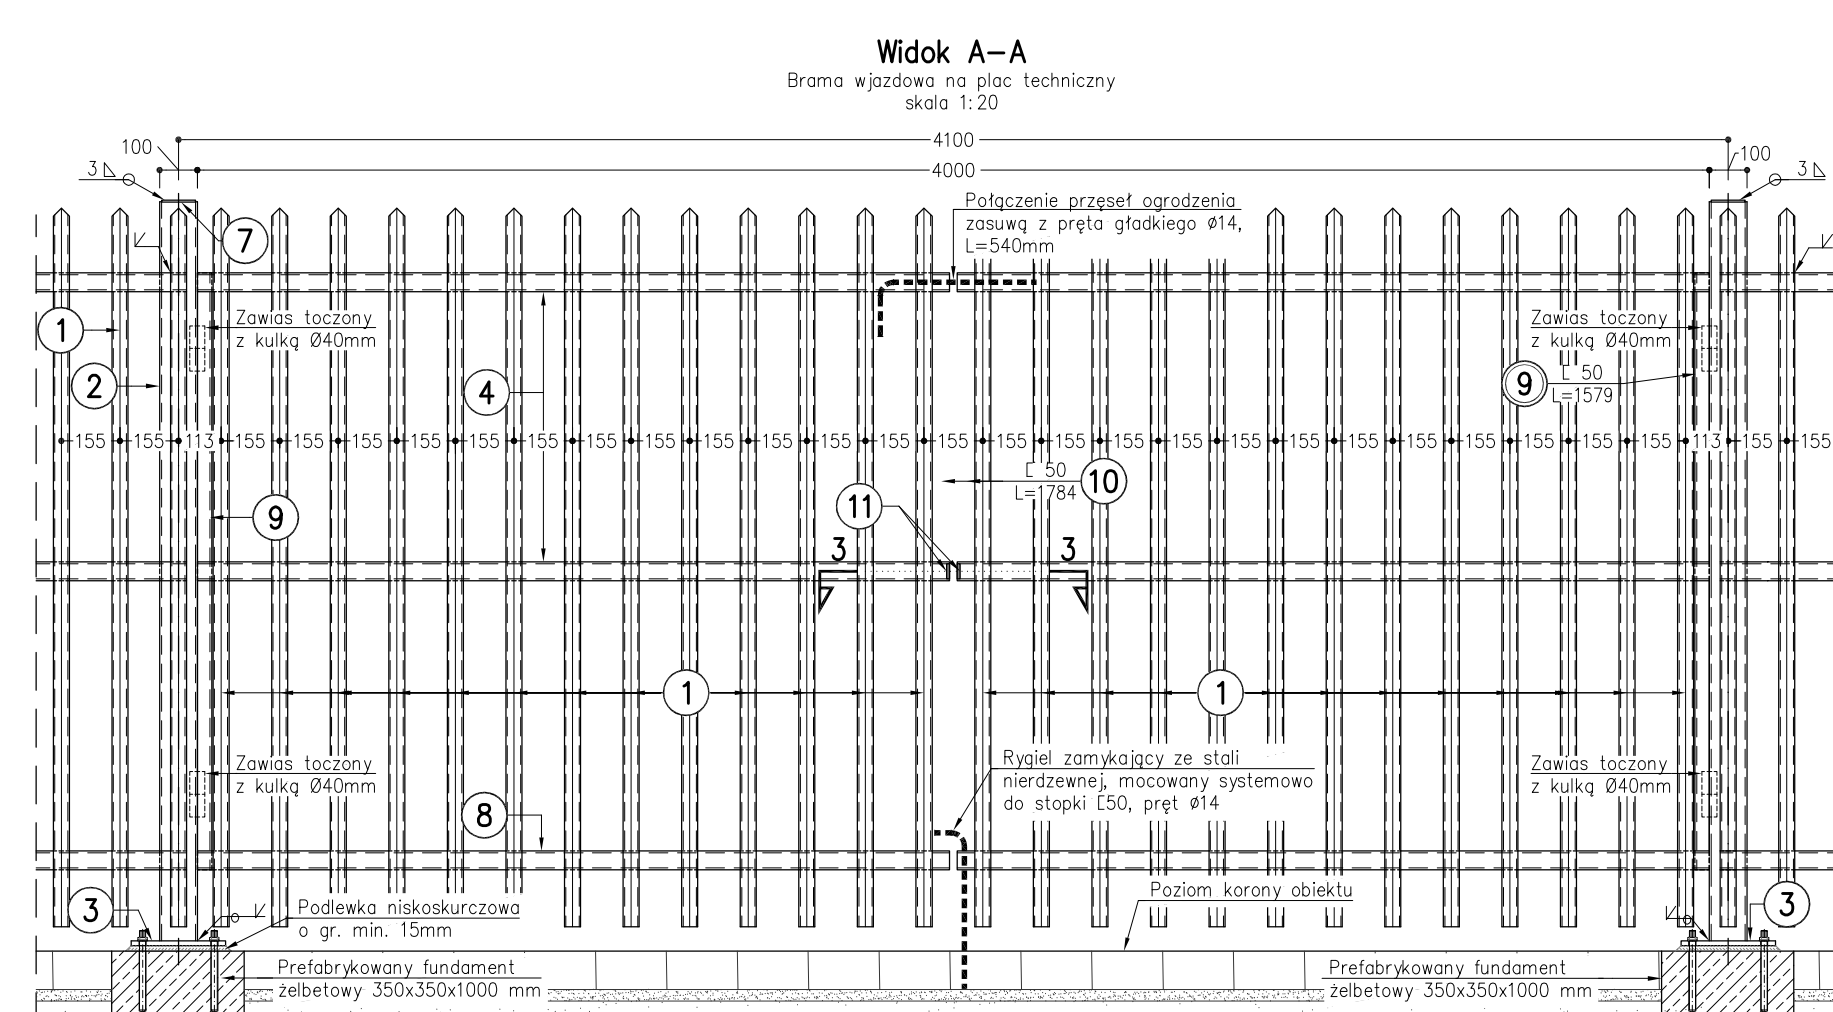 Widok A-A
Brama wjazdowa na plac techniczny
skala 1:20
4100
100
100
4000
3
3
Połączenie przęseł ogrodzenia
zasuwą z pręta gładkiego ø14,
L=540mm
7
1
Zawias toczony
z kulką Ø40mm
Zawias toczony
z kulką Ø40mm
2
4
9
[ 50
L=1579
155 155 113 155 155 155 155 155 155 155 155 155 155 155 155 155 155 155 155 155 155 155 155 155 155 155 155 155 113 155 155
[ 50
L=1784
10
11
9
3
3
1
1
Zawias toczony
z kulką Ø40mm
Rygiel zamykający ze stali
nierdzewnej, mocowany systemowo
do stopki [50, pręt ø14
Zawias toczony
z kulką Ø40mm
8
Poziom korony obiektu
3
3
Podlewka niskoskurczowa
o gr. min. 15mm
Prefabrykowany fundament
żelbetowy 350x350x1000 mm
Prefabrykowany fundament
żelbetowy 350x350x1000 mm